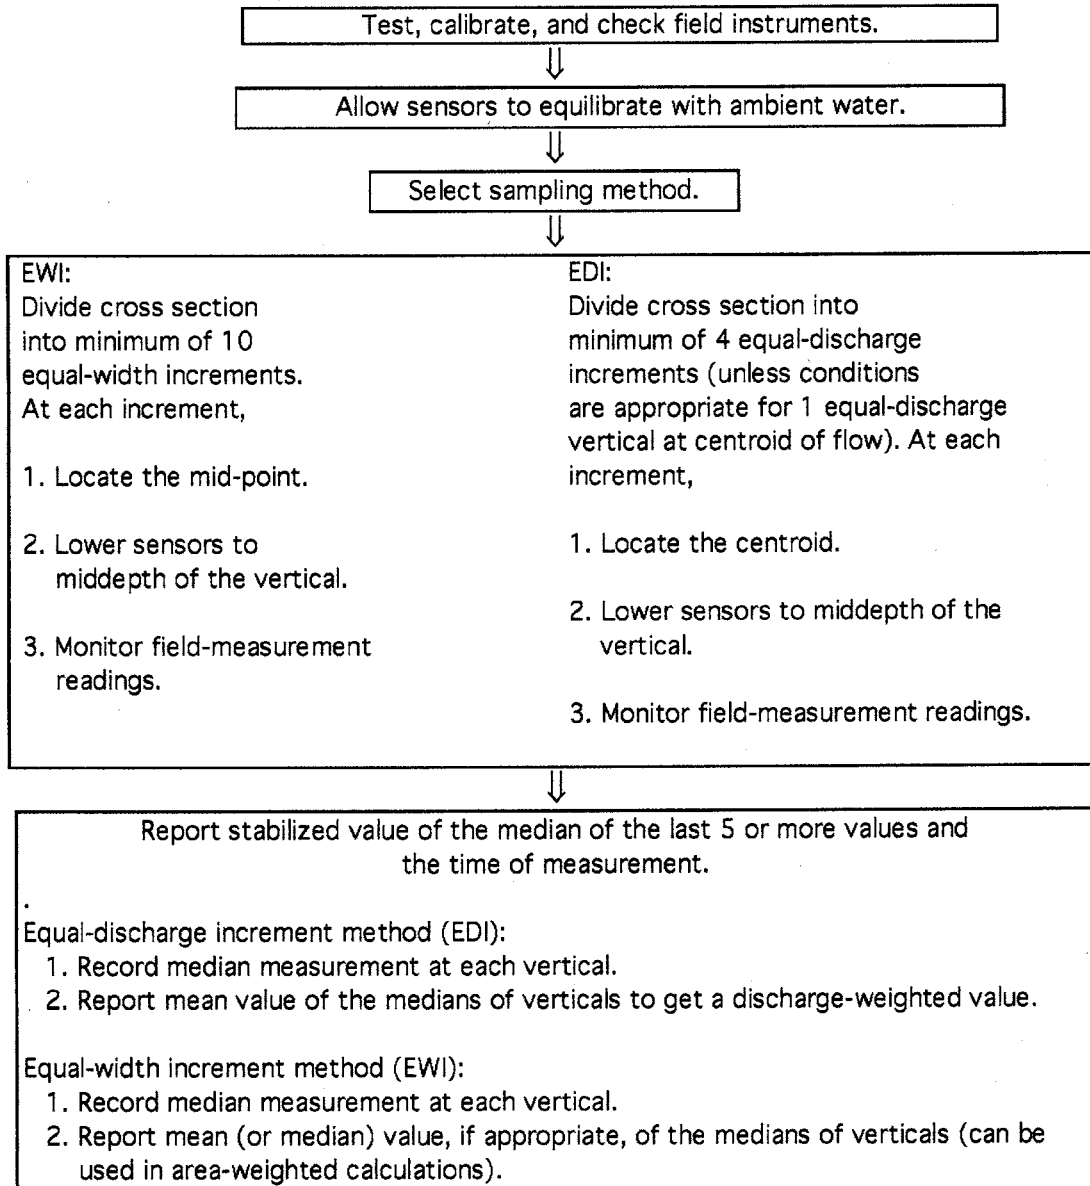 Test, calibrate, and check field instruments.
⇓
Allow sensors to equilibrate with ambient water.
⇓
Select sampling method.
⇓
EWI:
Divide cross section
into minimum of 10
equal-width increments.
At each increment,
1. Locate the mid-point.
2. Lower sensors to
middepth of the vertical.
3. Monitor field-measurement
readings.
EDI:
Divide cross section into
minimum of 4 equal-discharge
increments (unless conditions
are appropriate for 1 equal-discharge
vertical at centroid of flow). At each
increment,
1. Locate the centroid.
2. Lower sensors to middepth of the
vertical.
3. Monitor field-measurement readings.
⇓
Report stabilized value of the median of the last 5 or more values and
the time of measurement.
Equal-discharge increment method (EDI):
1. Record median measurement at each vertical.
2. Report mean value of the medians of verticals to get a discharge-weighted value.
Equal-width increment method (EWI):
1. Record median measurement at each vertical.
2. Report mean (or median) value, if appropriate, of the medians of verticals (can be
used in area-weighted calculations).